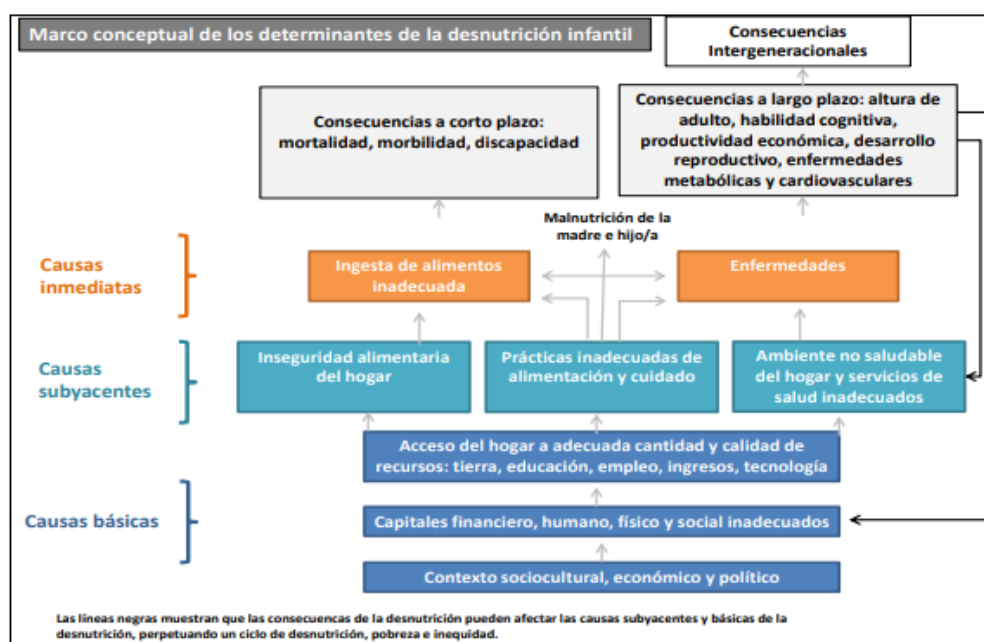 Marco conceptual de los determinantes de la desnutrición infantil
Consecuencias
Intergeneracionales
Consecuencias a corto plazo:
mortalidad, morbilidad, discapacidad
Consecuencias a largo plazo: altura de
adulto, habilidad cognitiva,
productividad económica, desarrollo
reproductivo, enfermedades
metabólicas y cardiovasculares
Malnutrición de la
madre e hijo/a
Causas
inmediatas
Ingesta de alimentos
inadecuada
Enfermedades
Causas
subyacentes
Inseguridad alimentaria
del hogar
Prácticas inadecuadas de
alimentación y cuidado
Ambiente no saludable
del hogar y servicios de
salud inadecuados
Acceso del hogar a adecuada cantidad y calidad de
recursos: tierra, educación, empleo, ingresos, tecnología
Causas básicas
Capitales financiero, humano, físico y social inadecuados
Contexto sociocultural, económico y político
Las líneas negras muestran que las consecuencas de la desnutrición pueden afectar las causas subyacentes y básicas de la
desnutrición, perpetuando un ciclo de desnutrición, pobreza e inequidad.